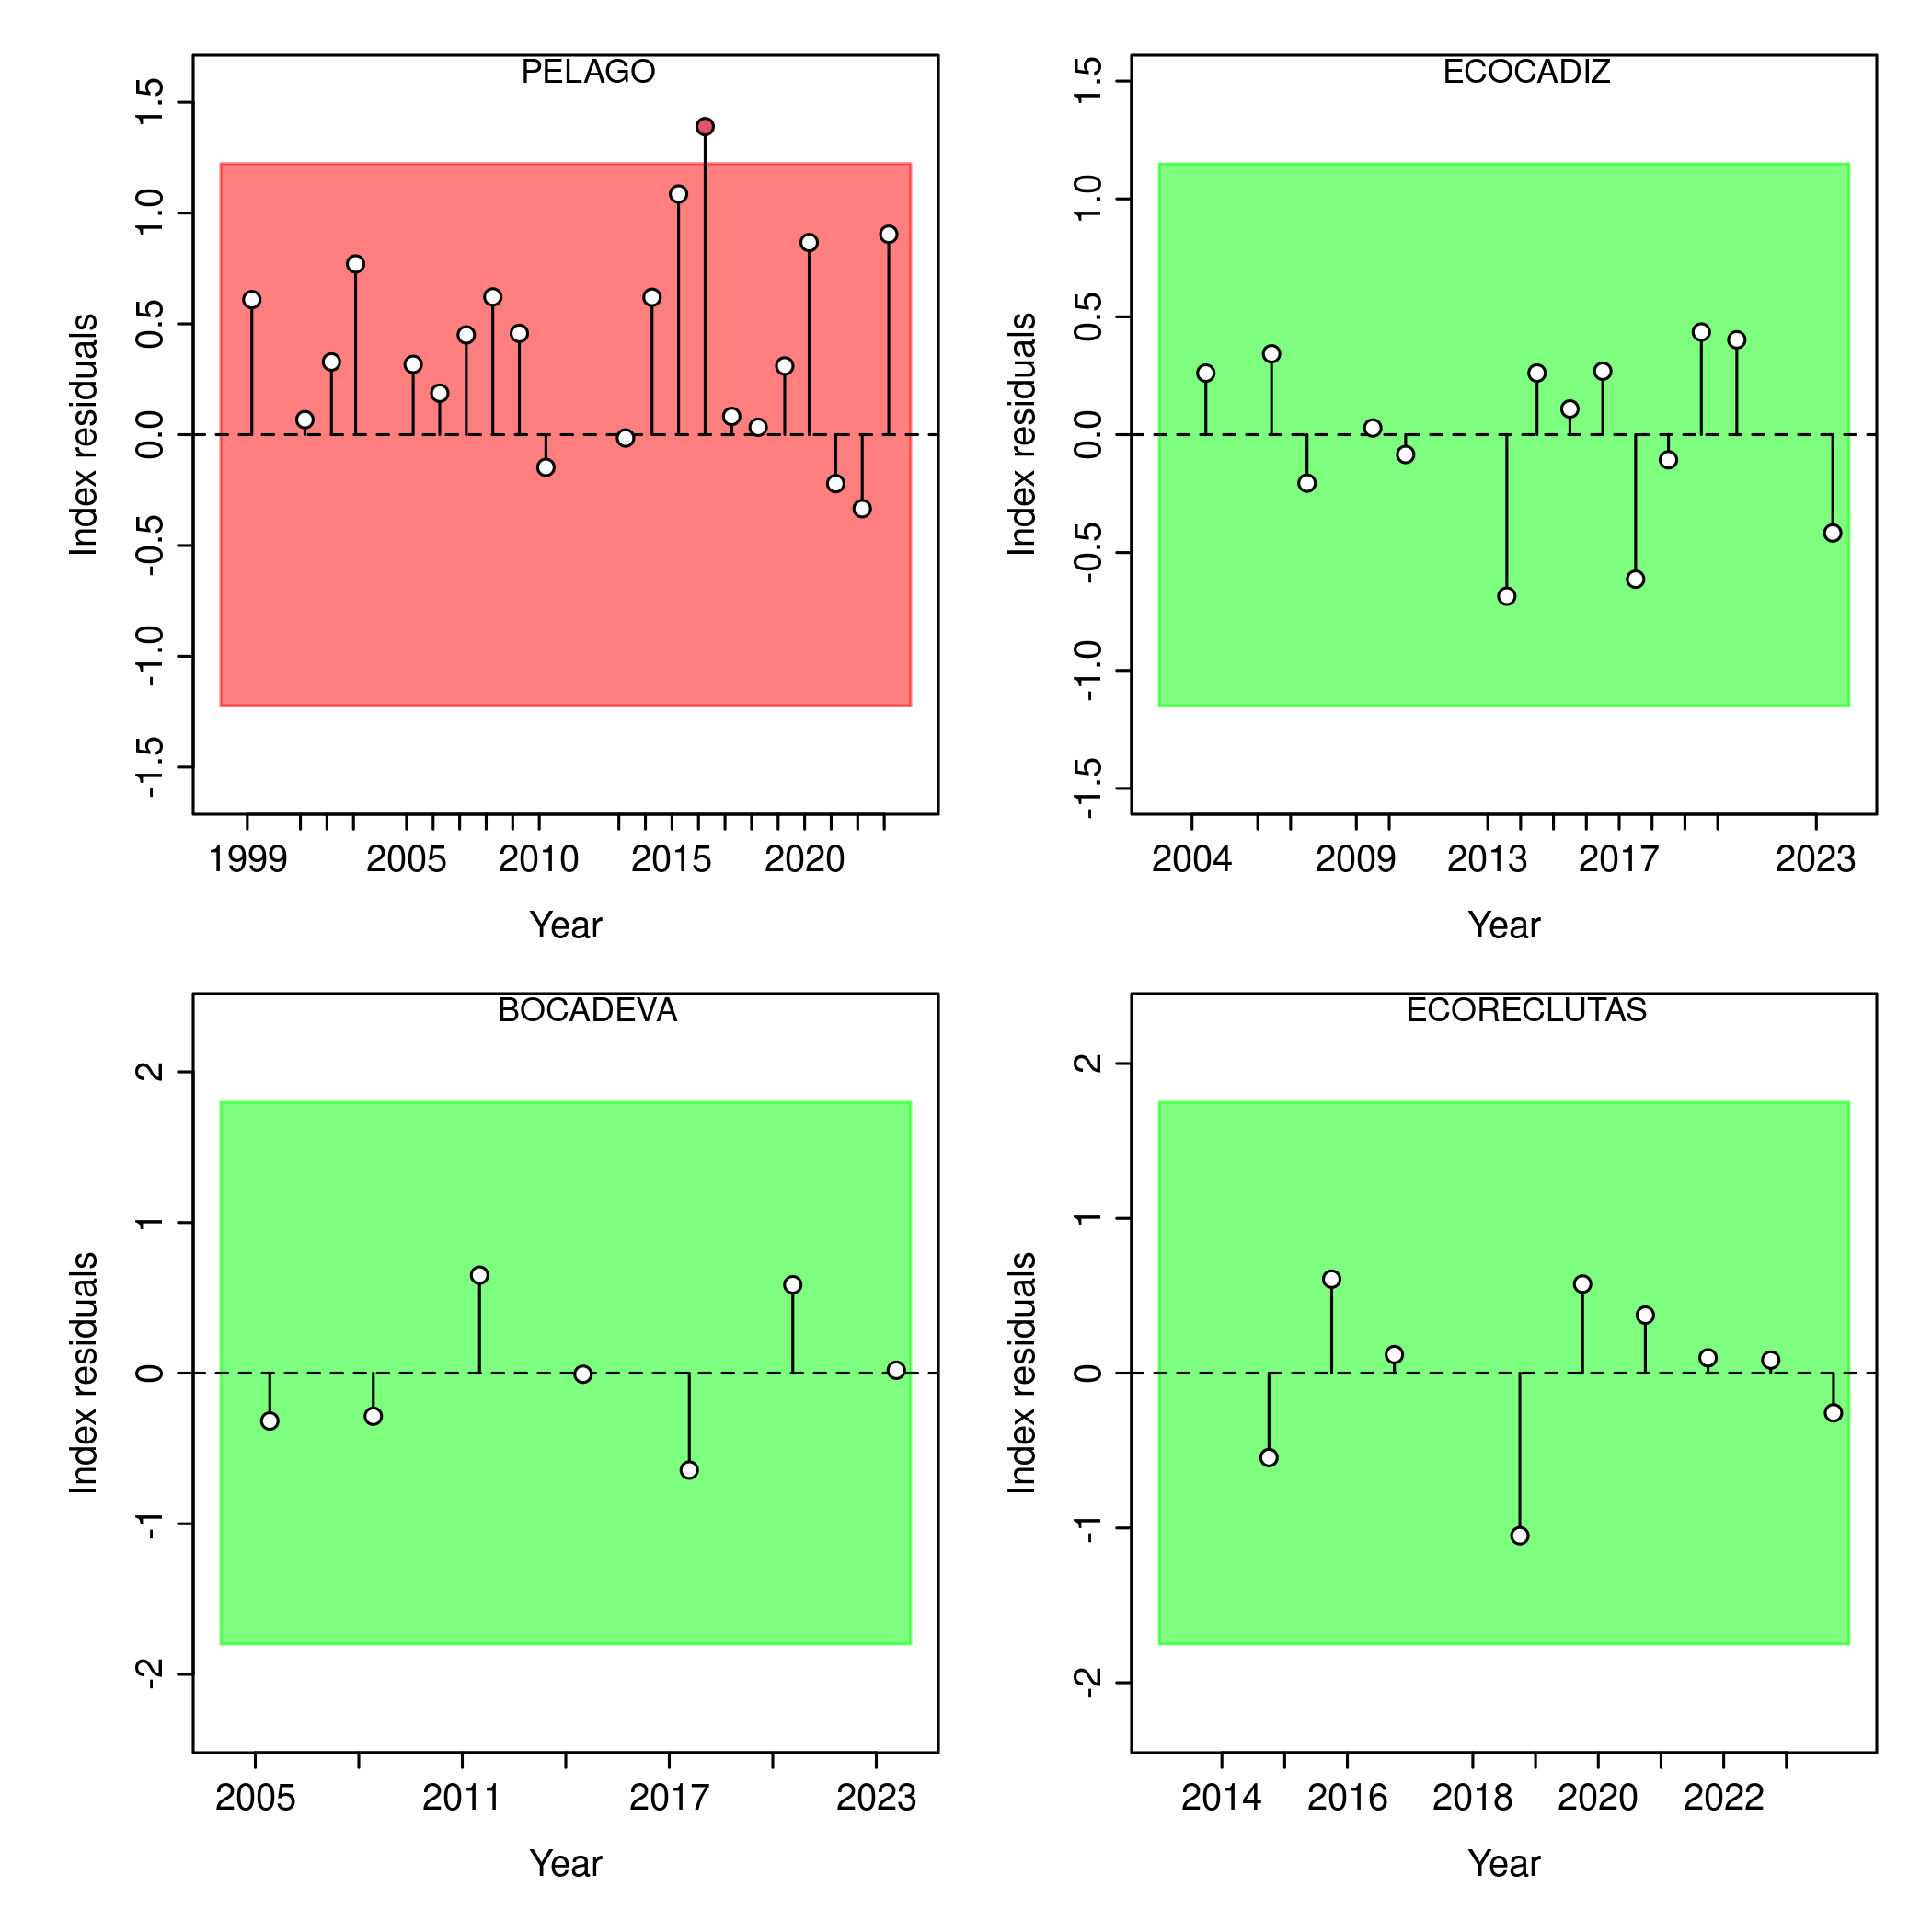 PELAGO
Index residuals
1.5
1.0
0.5
0.0
-0.5
-1.0
-1.5
1999 2005 2010 2015 2020
Year
ECOCADIZ
Index residuals
1.5
1.0
0.5
0.0
-0.5
-1.0
-1.5
2004 2009 2013 2017 2023
Year
BOCADEVA
Index residuals
2
1
0
-1
-2
2005 2011 2017 2023
Year
ECORECLUTAS
Index residuals
2
1
0
-1
-2
2014 2016 2018 2020 2022
Year